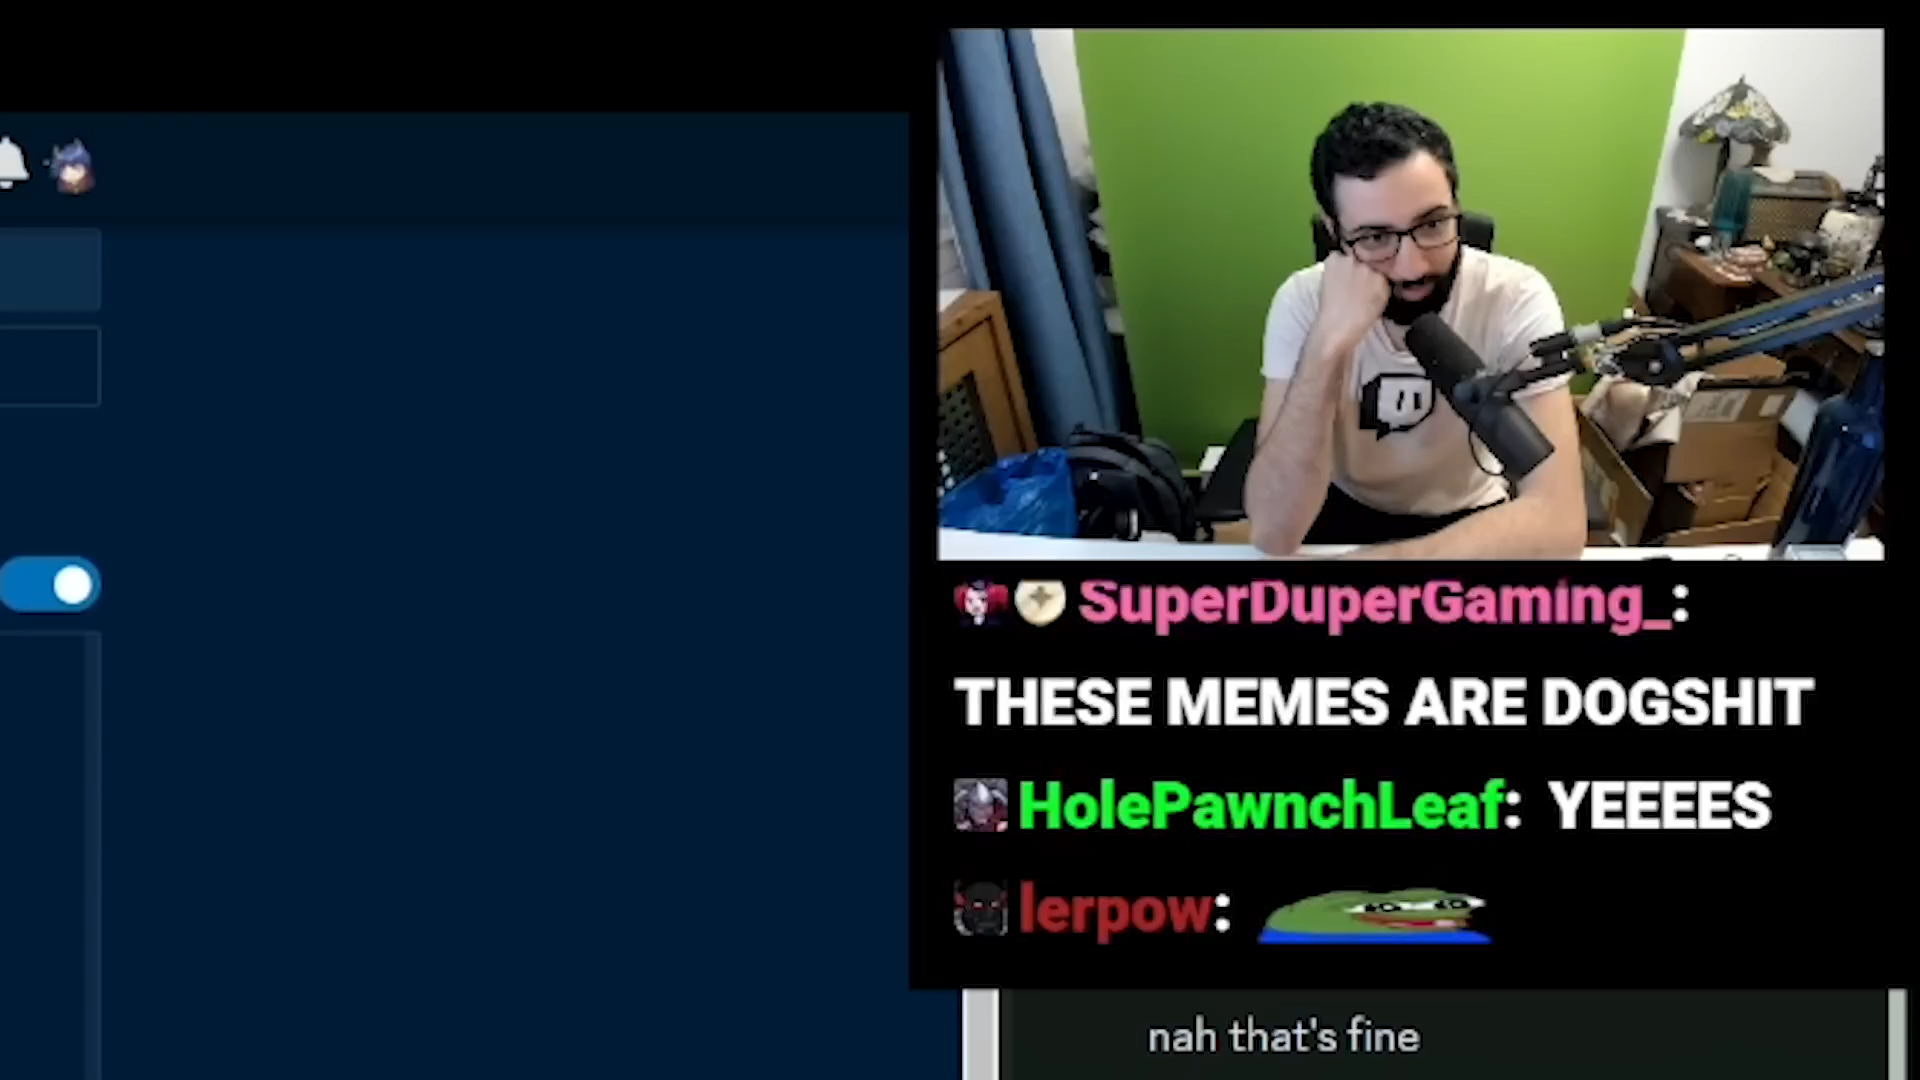 SuperDuperGaming_:
THESE MEMES ARE DOGSHIT
HolePawnchLeaf: YEEEES
lerpow:
nah that's fine